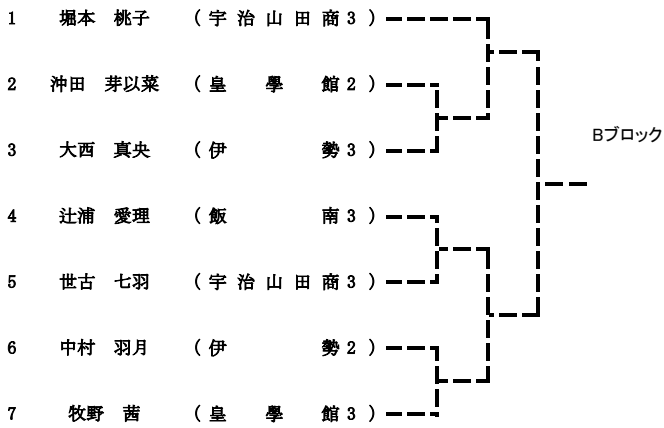 1 堀本 桃子 (宇治山田商3)
2 沖田 芽以菜 (皇學館2)
Bブロック
3 大西 真央 (伊勢3)
4 辻浦 愛理 (飯南3)
5 世古 七羽 (宇治山田商3)
6 中村 羽月 (伊勢2)
7 牧野 茜 (皇學館3)